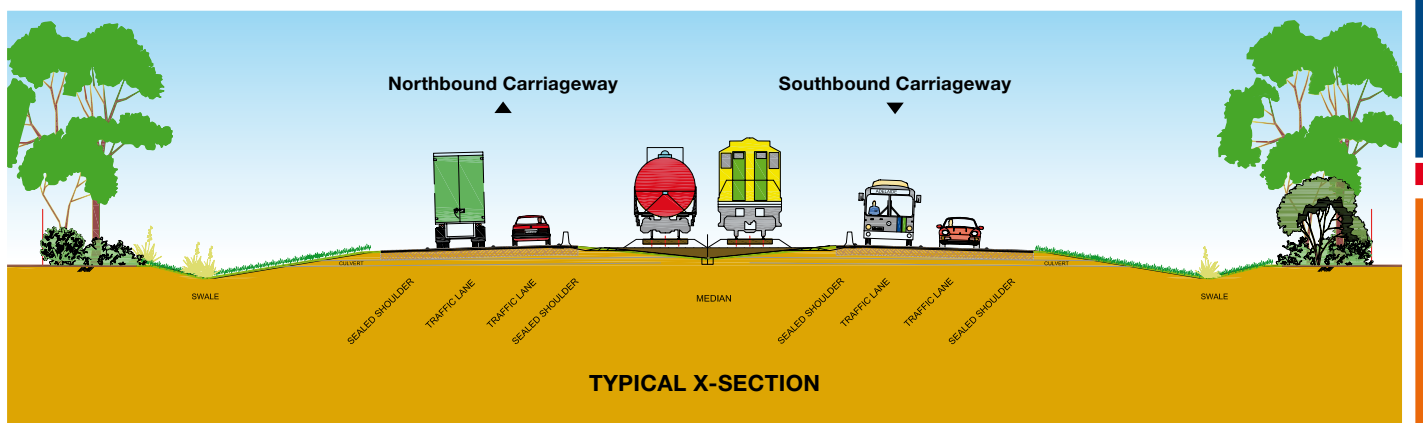 Northbound Carriageway
Southbound Carriageway
ADELAIDE
CULVERT
CULVERT
SWALE
SEALED SHOULDER
TRAFFIC LANE
TRAFFIC LANE
SEALED SHOULDER
MEDIAN
SEALED SHOULDER
TRAFFIC LANE
TRAFFIC LANE
SEALED SHOULDER
SWALE
TYPICAL X-SECTION